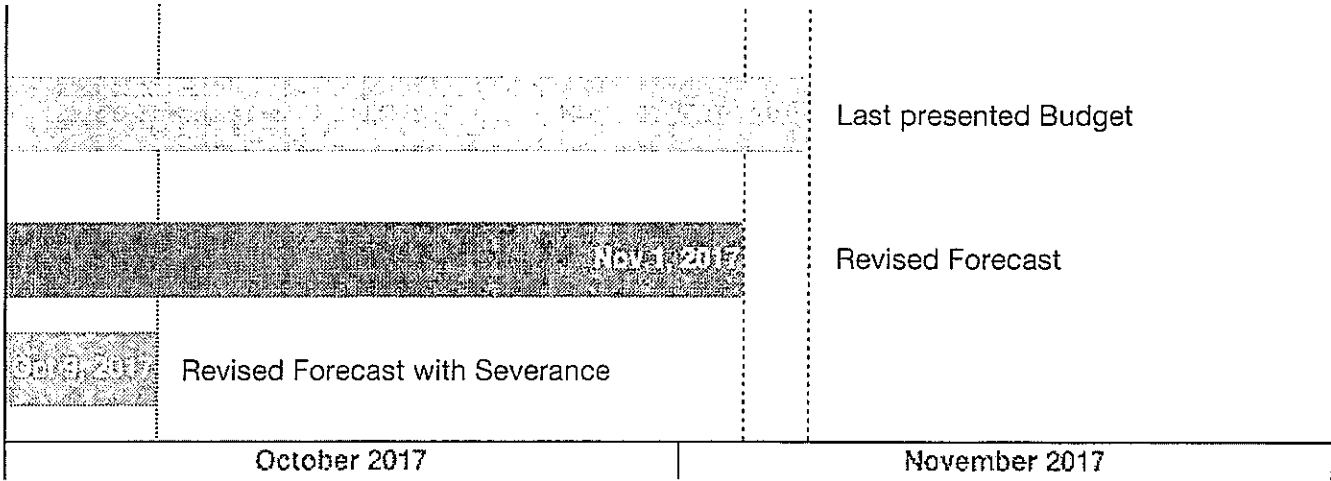 Last presented Budget
Nov 1, 2017
Revised Forecast
Oct 9, 2017
Revised Forecast with Severance
October 2017
November 2017